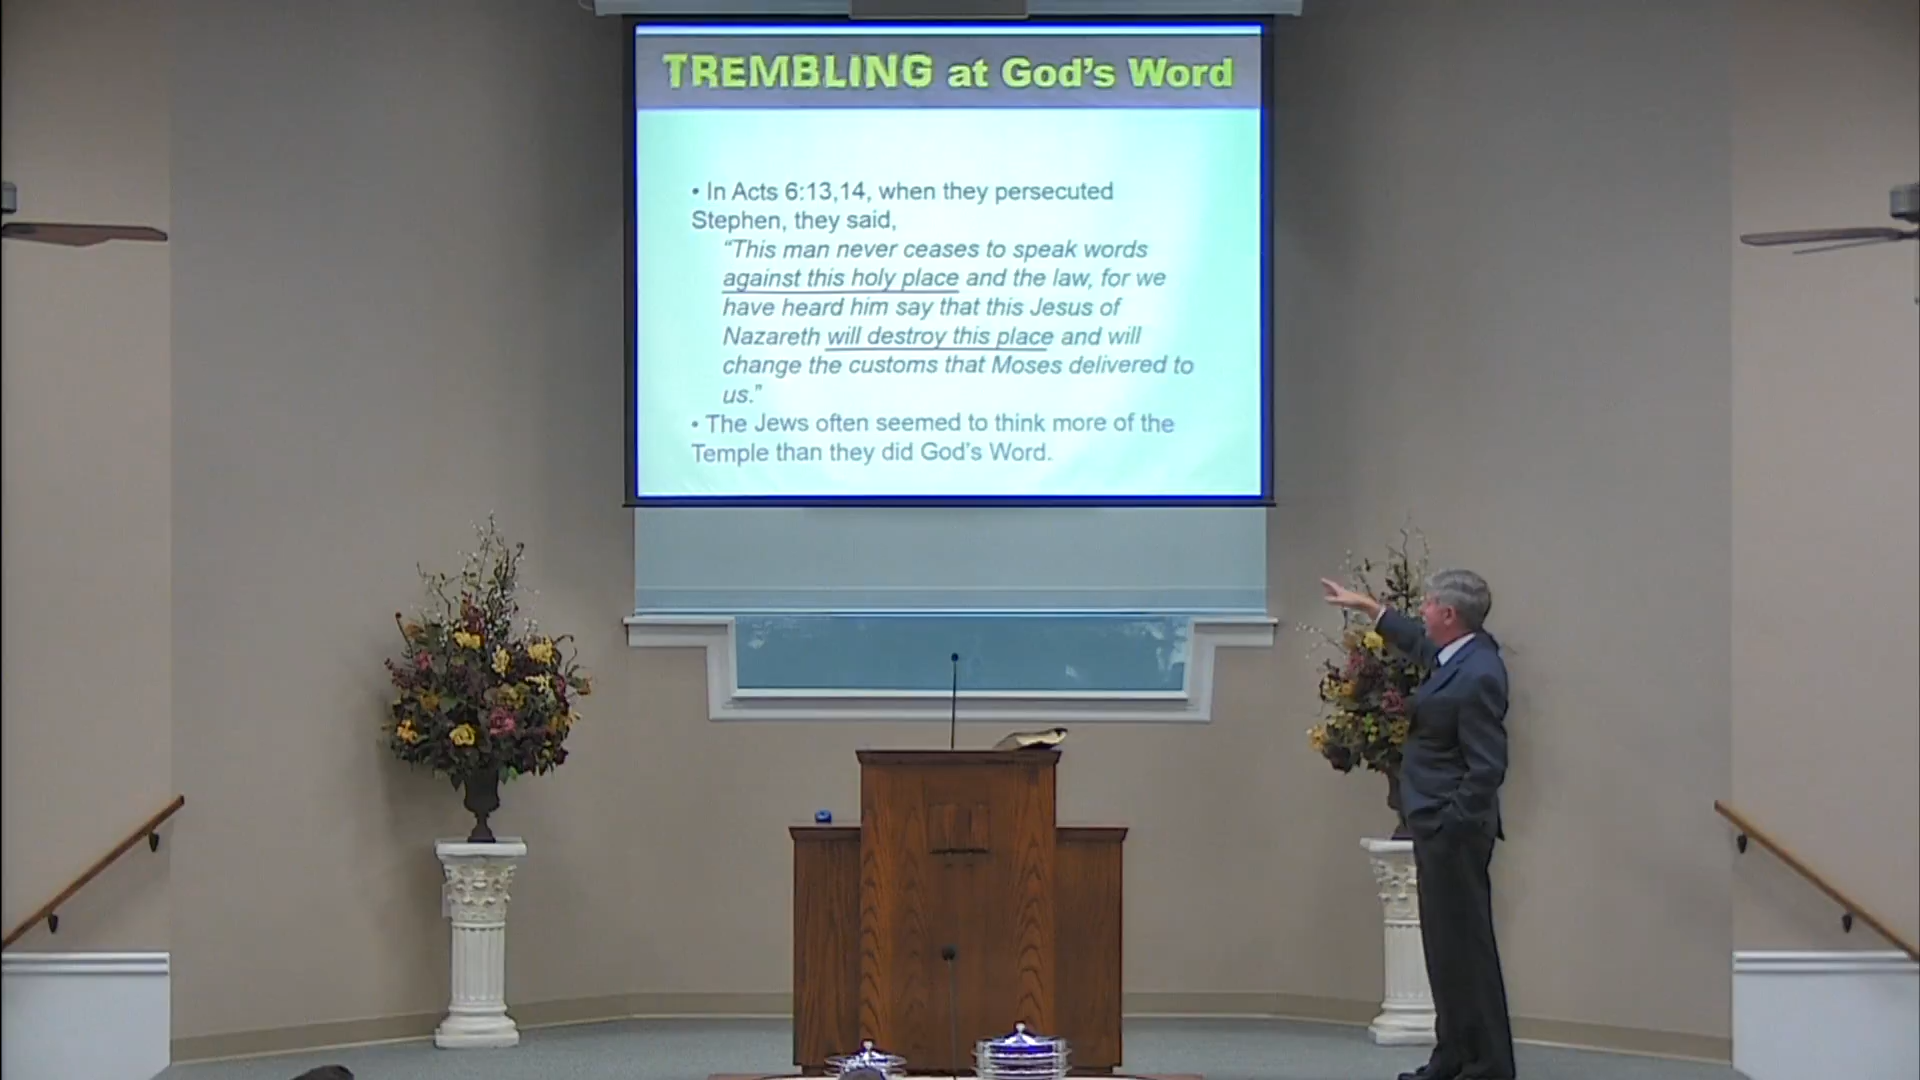 TREMBLING at God's Word
• In Acts 6:13,14, when they persecuted
Stephen, they said,
“This man never ceases to speak words
against this holy place and the law, for we
have heard him say that this Jesus of
Nazareth will destroy this place and will
change the customs that Moses delivered to
us.”
• The Jews often seemed to think more of the
Temple than they did God's Word.